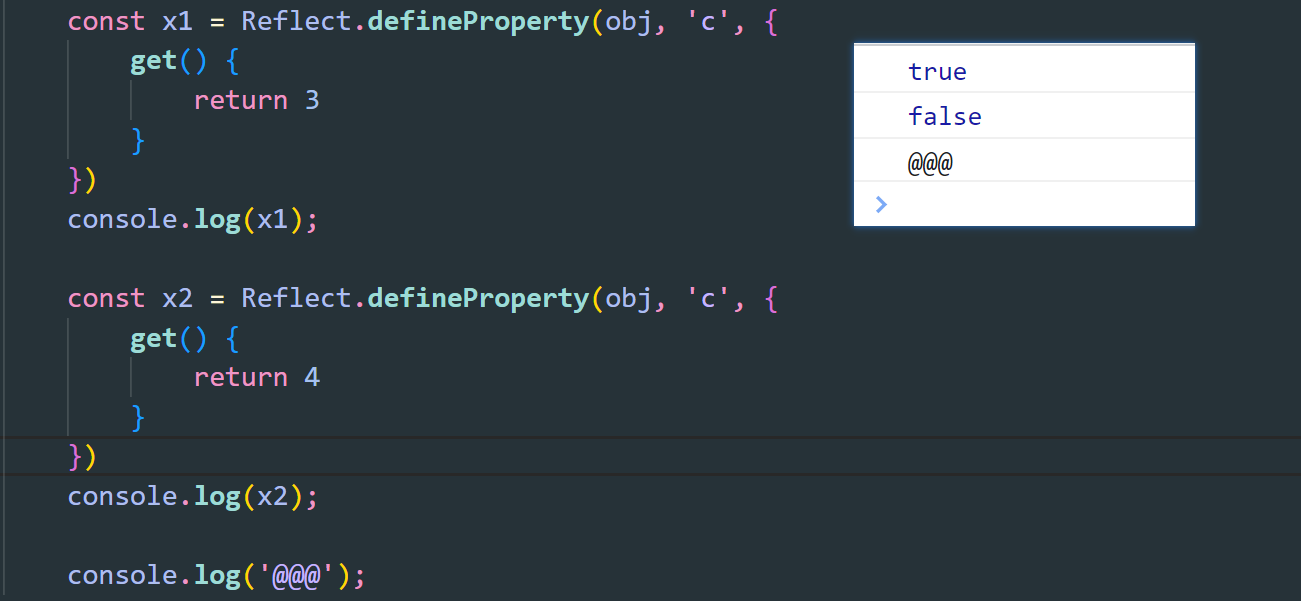 const x1 = Reflect.defineProperty(obj, 'c', {
    get() {
        return 3
    }
})
console.log(x1);

const x2 = Reflect.defineProperty(obj, 'c', {
    get() {
        return 4
    }
})
console.log(x2);

console.log('@@@');
true
false
@@@
>